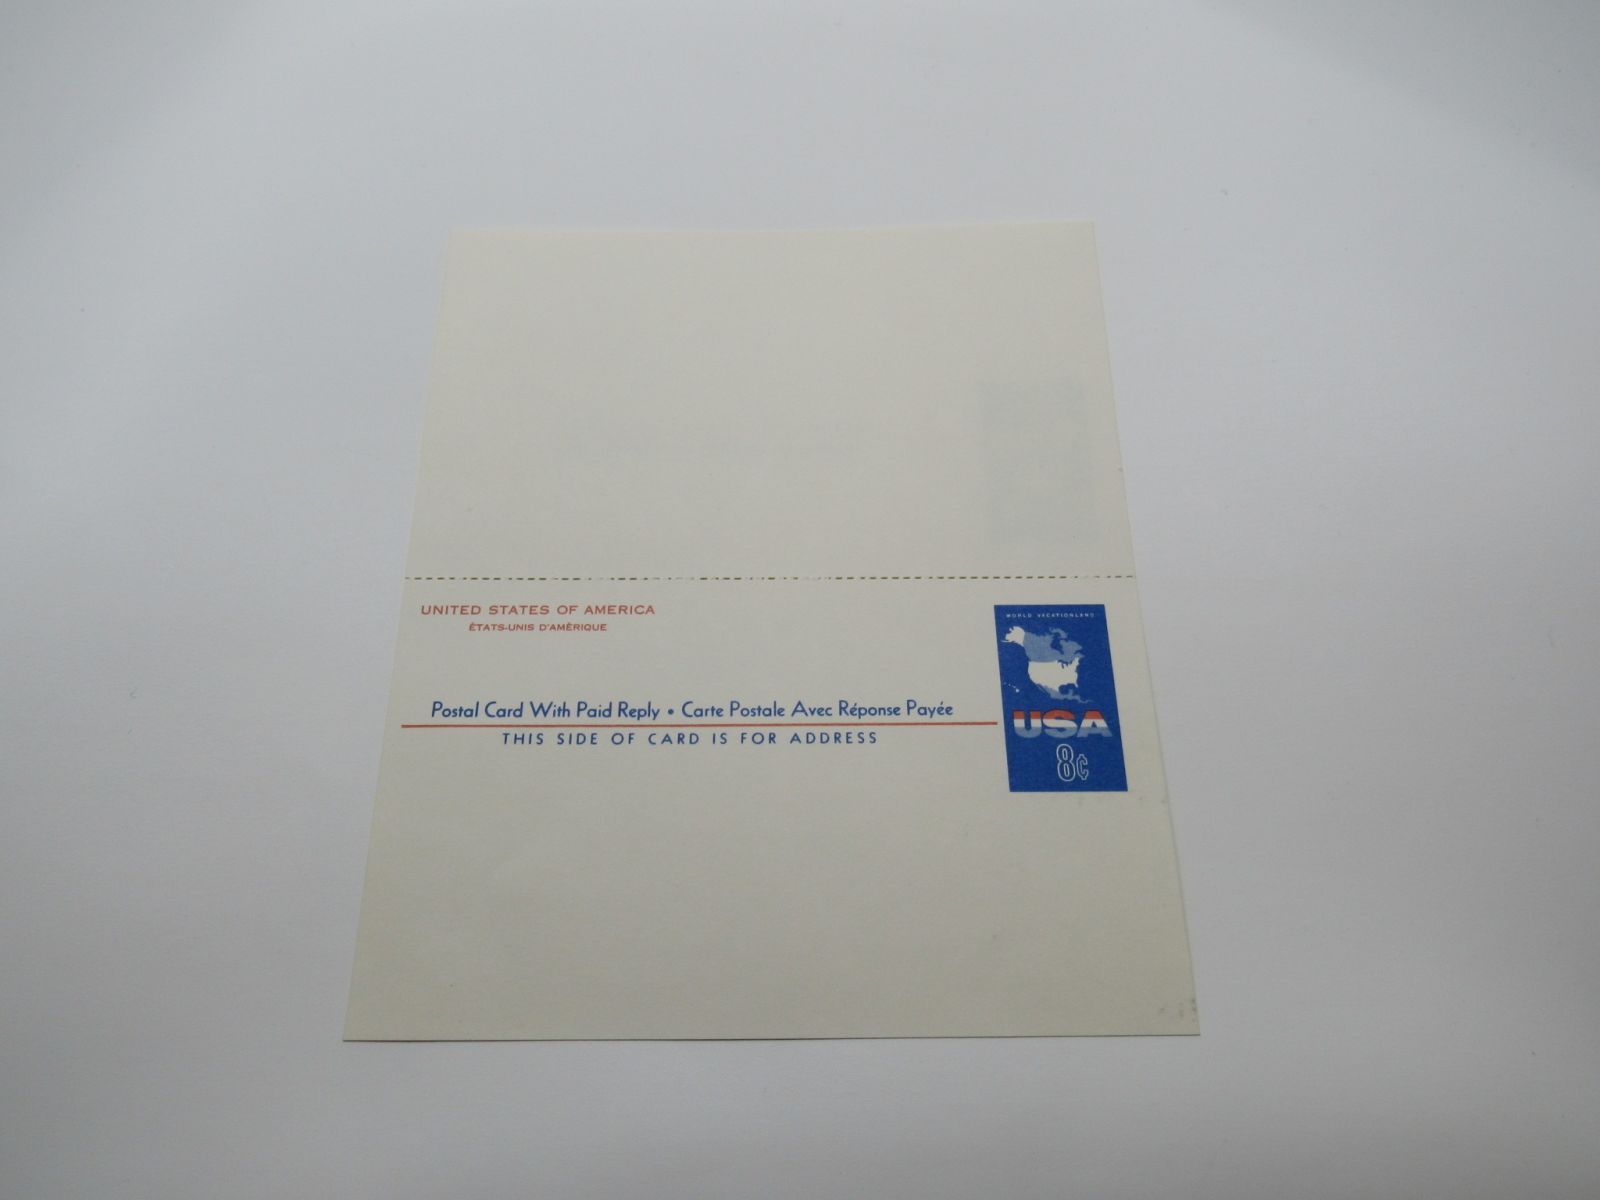 UNITED STATES OF AMERICA
ÉTATS-UNIS D'AMÉRIQUE
WORLD VACATIONLAND
Postal Card With Paid Reply • Carte Postale Avec Réponse Payée
THIS SIDE OF CARD IS FOR ADDRESS
USA
8¢